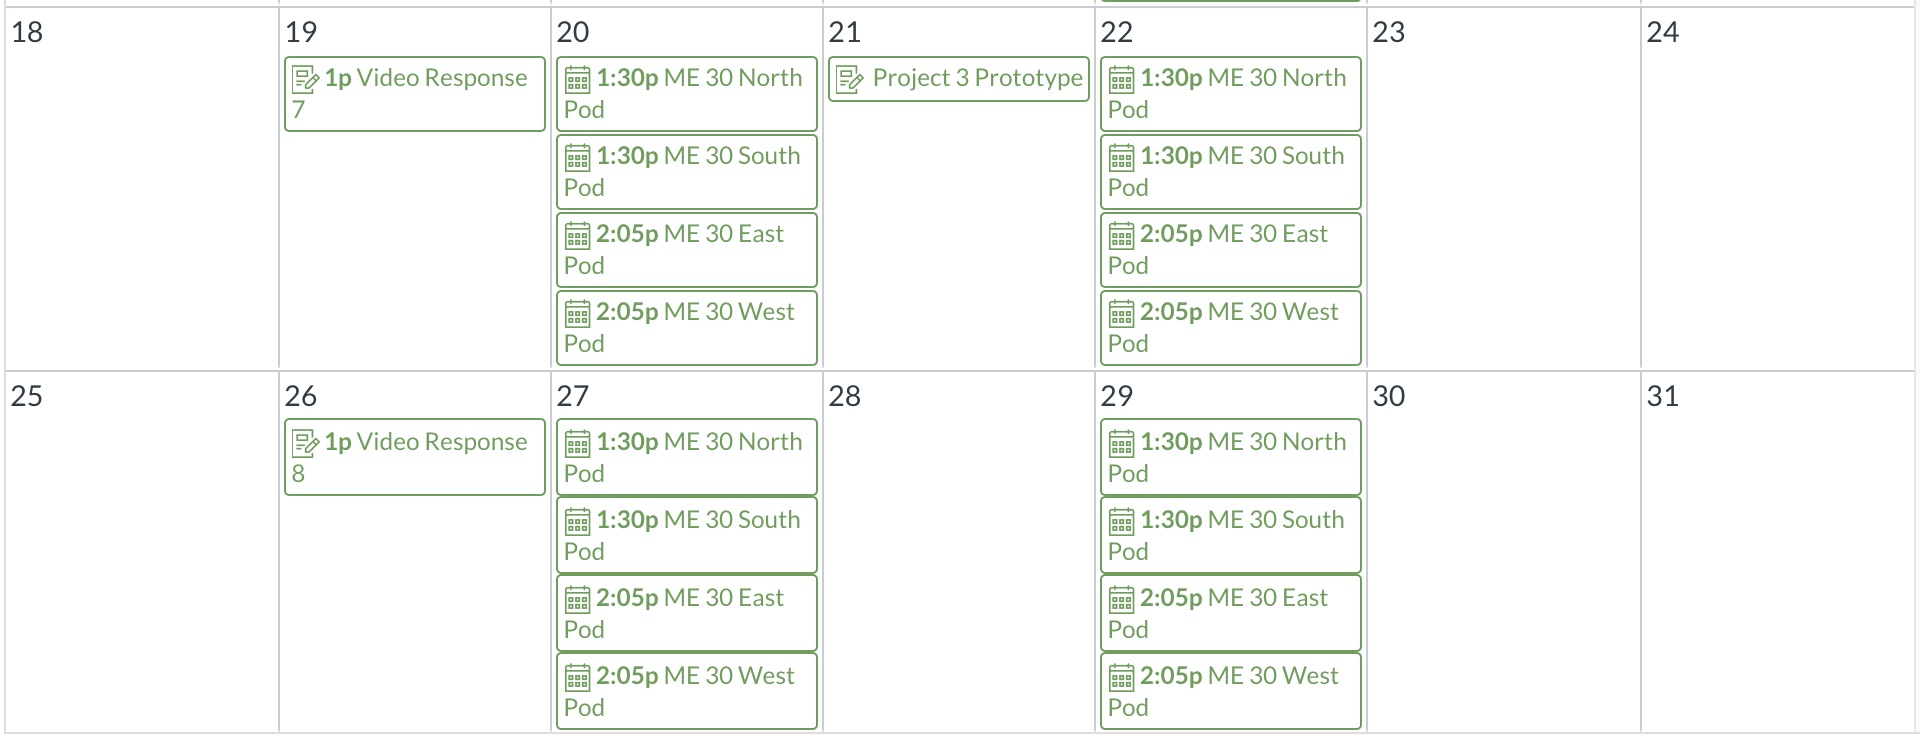 18
19
1p Video Response
7
20
1:30p ME 30 North
Pod
1:30p ME 30 South
Pod
2:05p ME 30 East
Pod
2:05p ME 30 West
Pod
21
Project 3 Prototype
22
1:30p ME 30 North
Pod
1:30p ME 30 South
Pod
2:05p ME 30 East
Pod
2:05p ME 30 West
Pod
23
24
25
26
1p Video Response
8
27
1:30p ME 30 North
Pod
1:30p ME 30 South
Pod
2:05p ME 30 East
Pod
2:05p ME 30 West
Pod
28
29
1:30p ME 30 North
Pod
1:30p ME 30 South
Pod
2:05p ME 30 East
Pod
2:05p ME 30 West
Pod
30
31